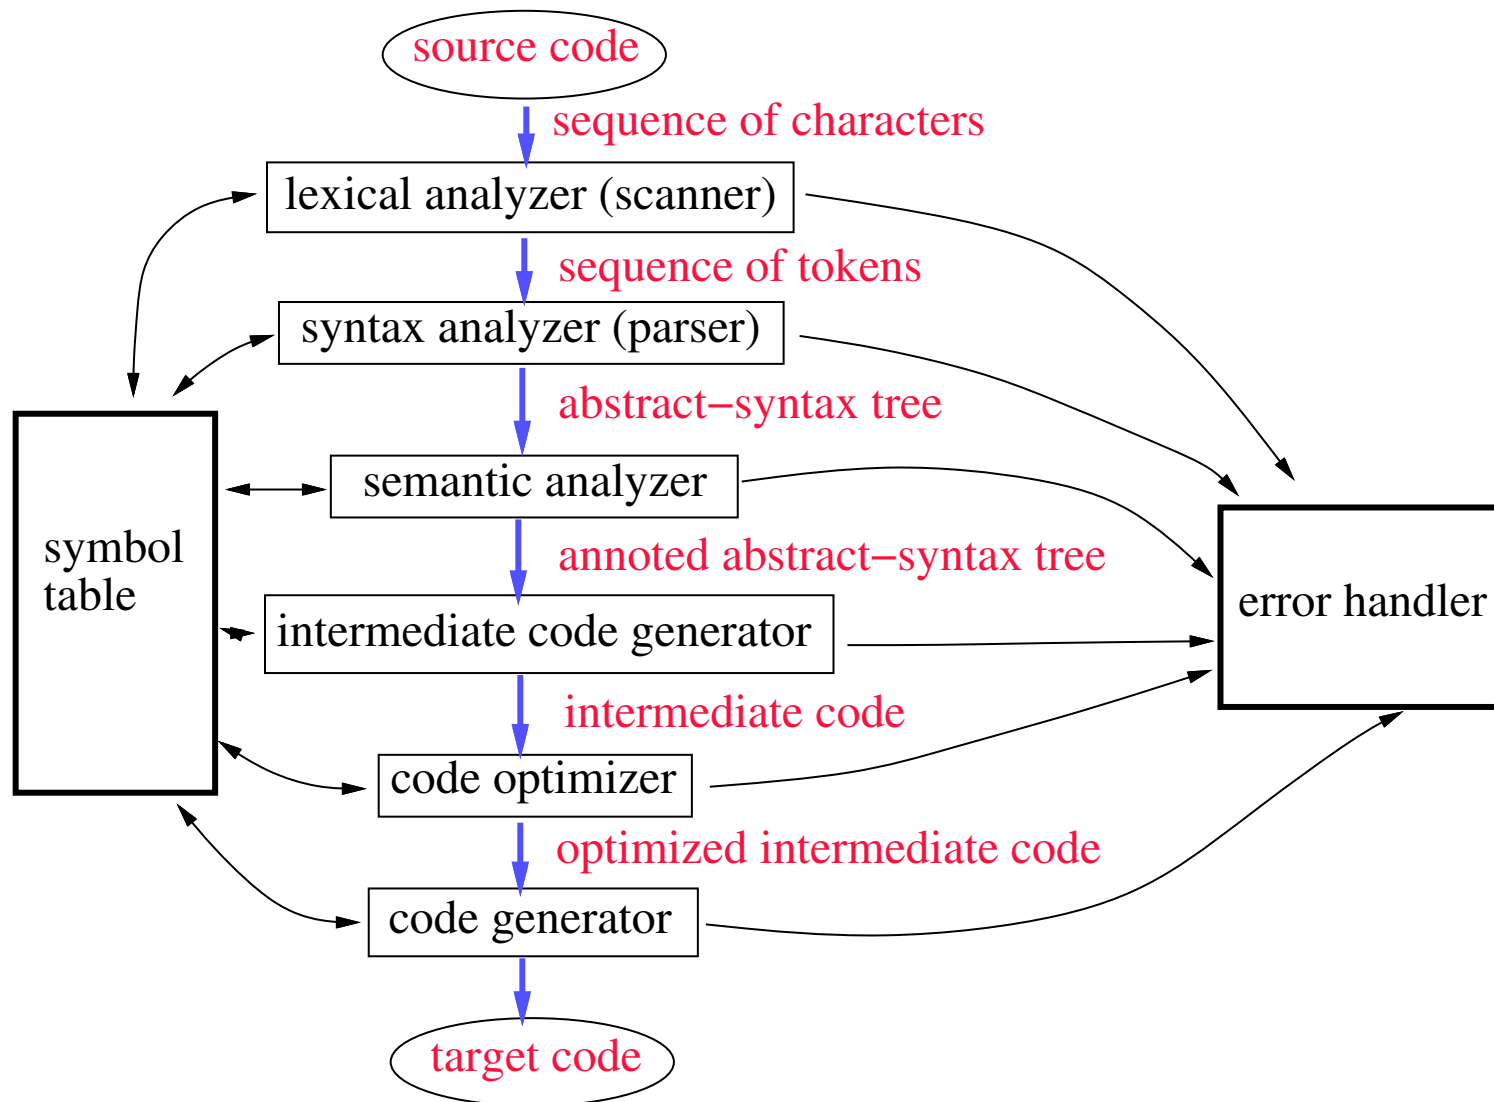 source code
sequence of characters
lexical analyzer (scanner)
sequence of tokens
syntax analyzer (parser)
abstract−syntax tree
semantic analyzer
symbol
table
annoted abstract−syntax tree
error handler
intermediate code generator
intermediate code
code optimizer
optimized intermediate code
code generator
target code